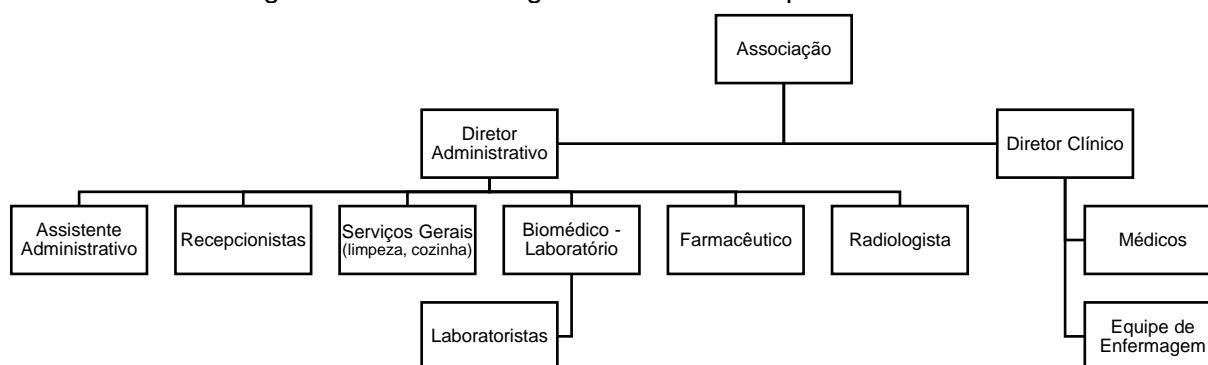 Associação
Diretor
Administrativo
Diretor Clínico
Assistente
Administrativo
Recepcionistas
Serviços Gerais
(limpeza, cozinha)
Biomédico -
Laboratório
Farmacêutico
Radiologista
Médicos
Laboratoristas
Equipe de
Enfermagem